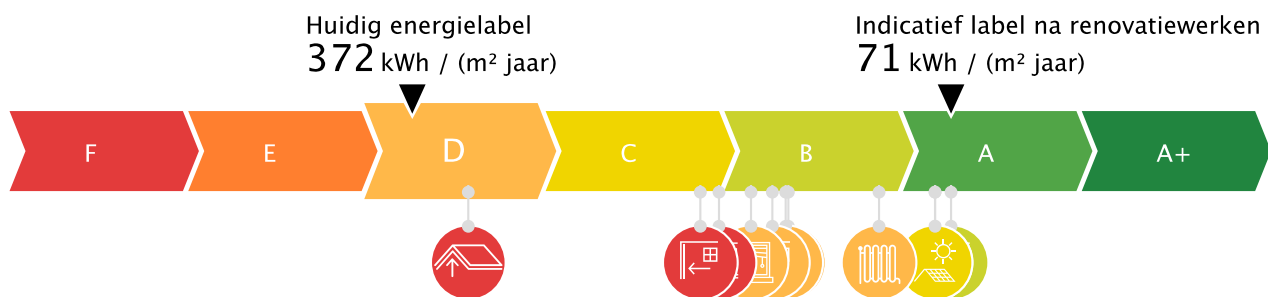 Huidig energielabel
372 kWh / (m² jaar)
Indicatief label na renovatiewerken
71 kWh / (m² jaar)
F
E
D
C
B
A
A+